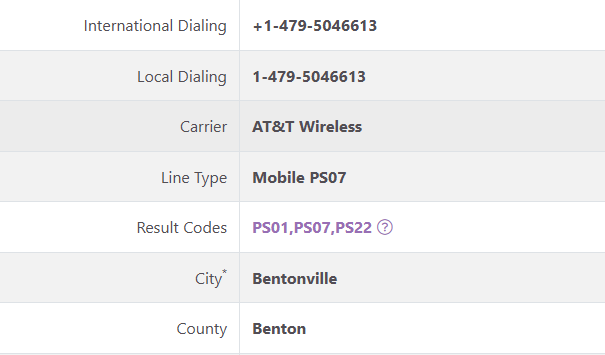 International Dialing +1-479-5046613
Local Dialing 1-479-5046613
Carrier AT&T Wireless
Line Type Mobile PS07
Result Codes PS01,PS07,PS22 ?
City* Bentonville
County Benton